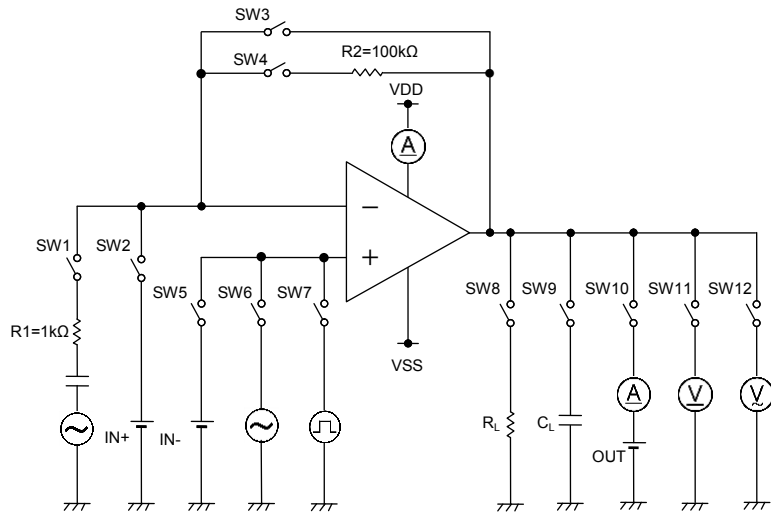 SW3
R2=100kΩ
SW4
VDD
A
−
+
SW1
SW2
SW5
SW6
SW7
SW8
SW9
SW10
SW11
SW12
R1=1kΩ
VSS
A
V
V
IN+
IN-
RL
CL
OUT